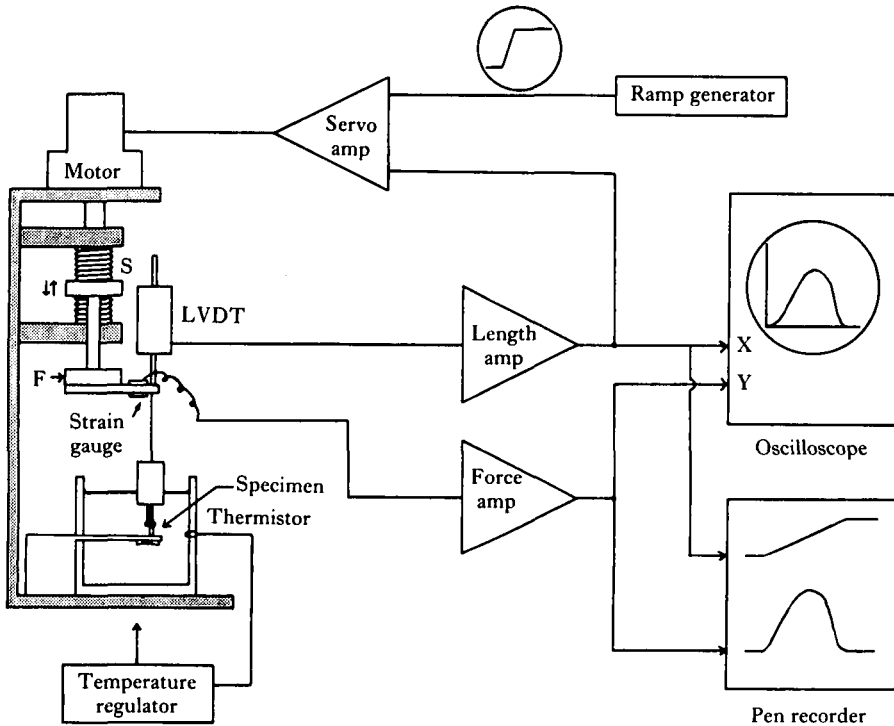 Ramp generator
Servo
amp
Motor
S
LVDT
Length
amp
X
Y
F
Strain
gauge
Oscilloscope
Force
amp
Specimen
Thermistor
Temperature
regulator
Pen recorder